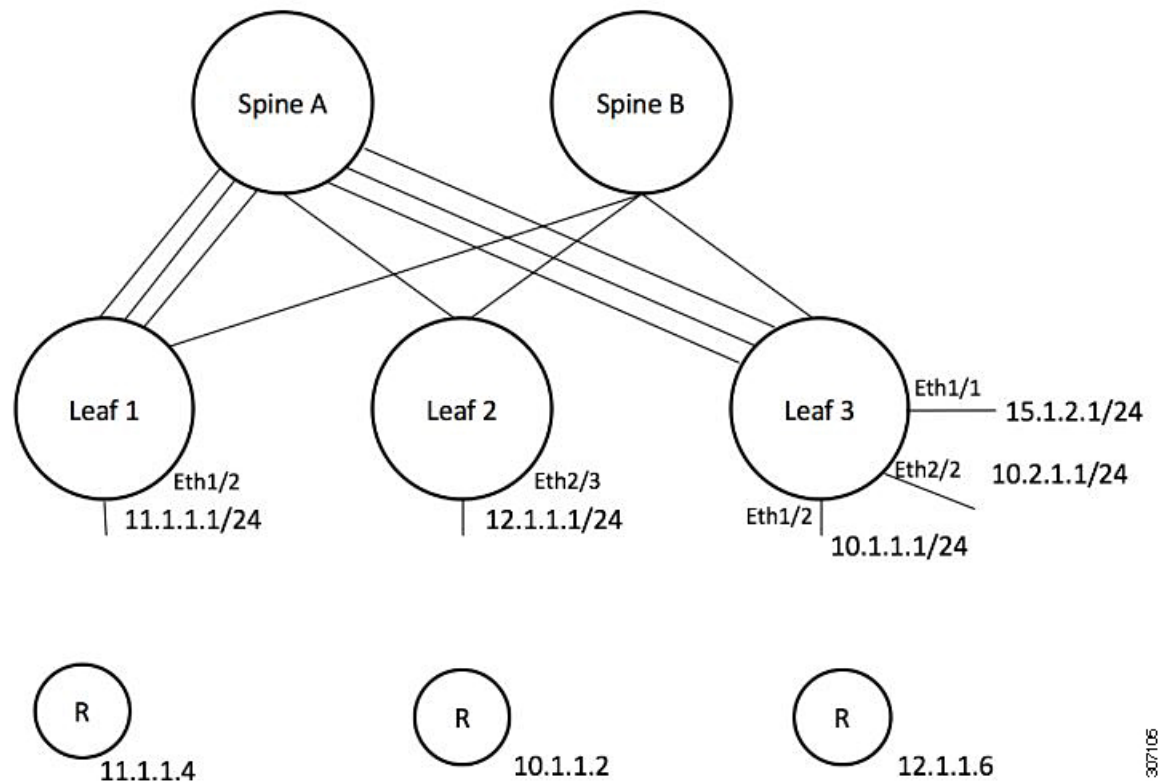 Spine A
Spine B
Leaf 1
Leaf 2
Leaf 3
Eth1/1
15.1.2.1/24
Eth1/2
11.1.1.1/24
Eth2/3
12.1.1.1/24
Eth2/2
10.2.1.1/24
Eth1/2
10.1.1.1/24
R
11.1.1.4
R
10.1.1.2
R
12.1.1.6
307105